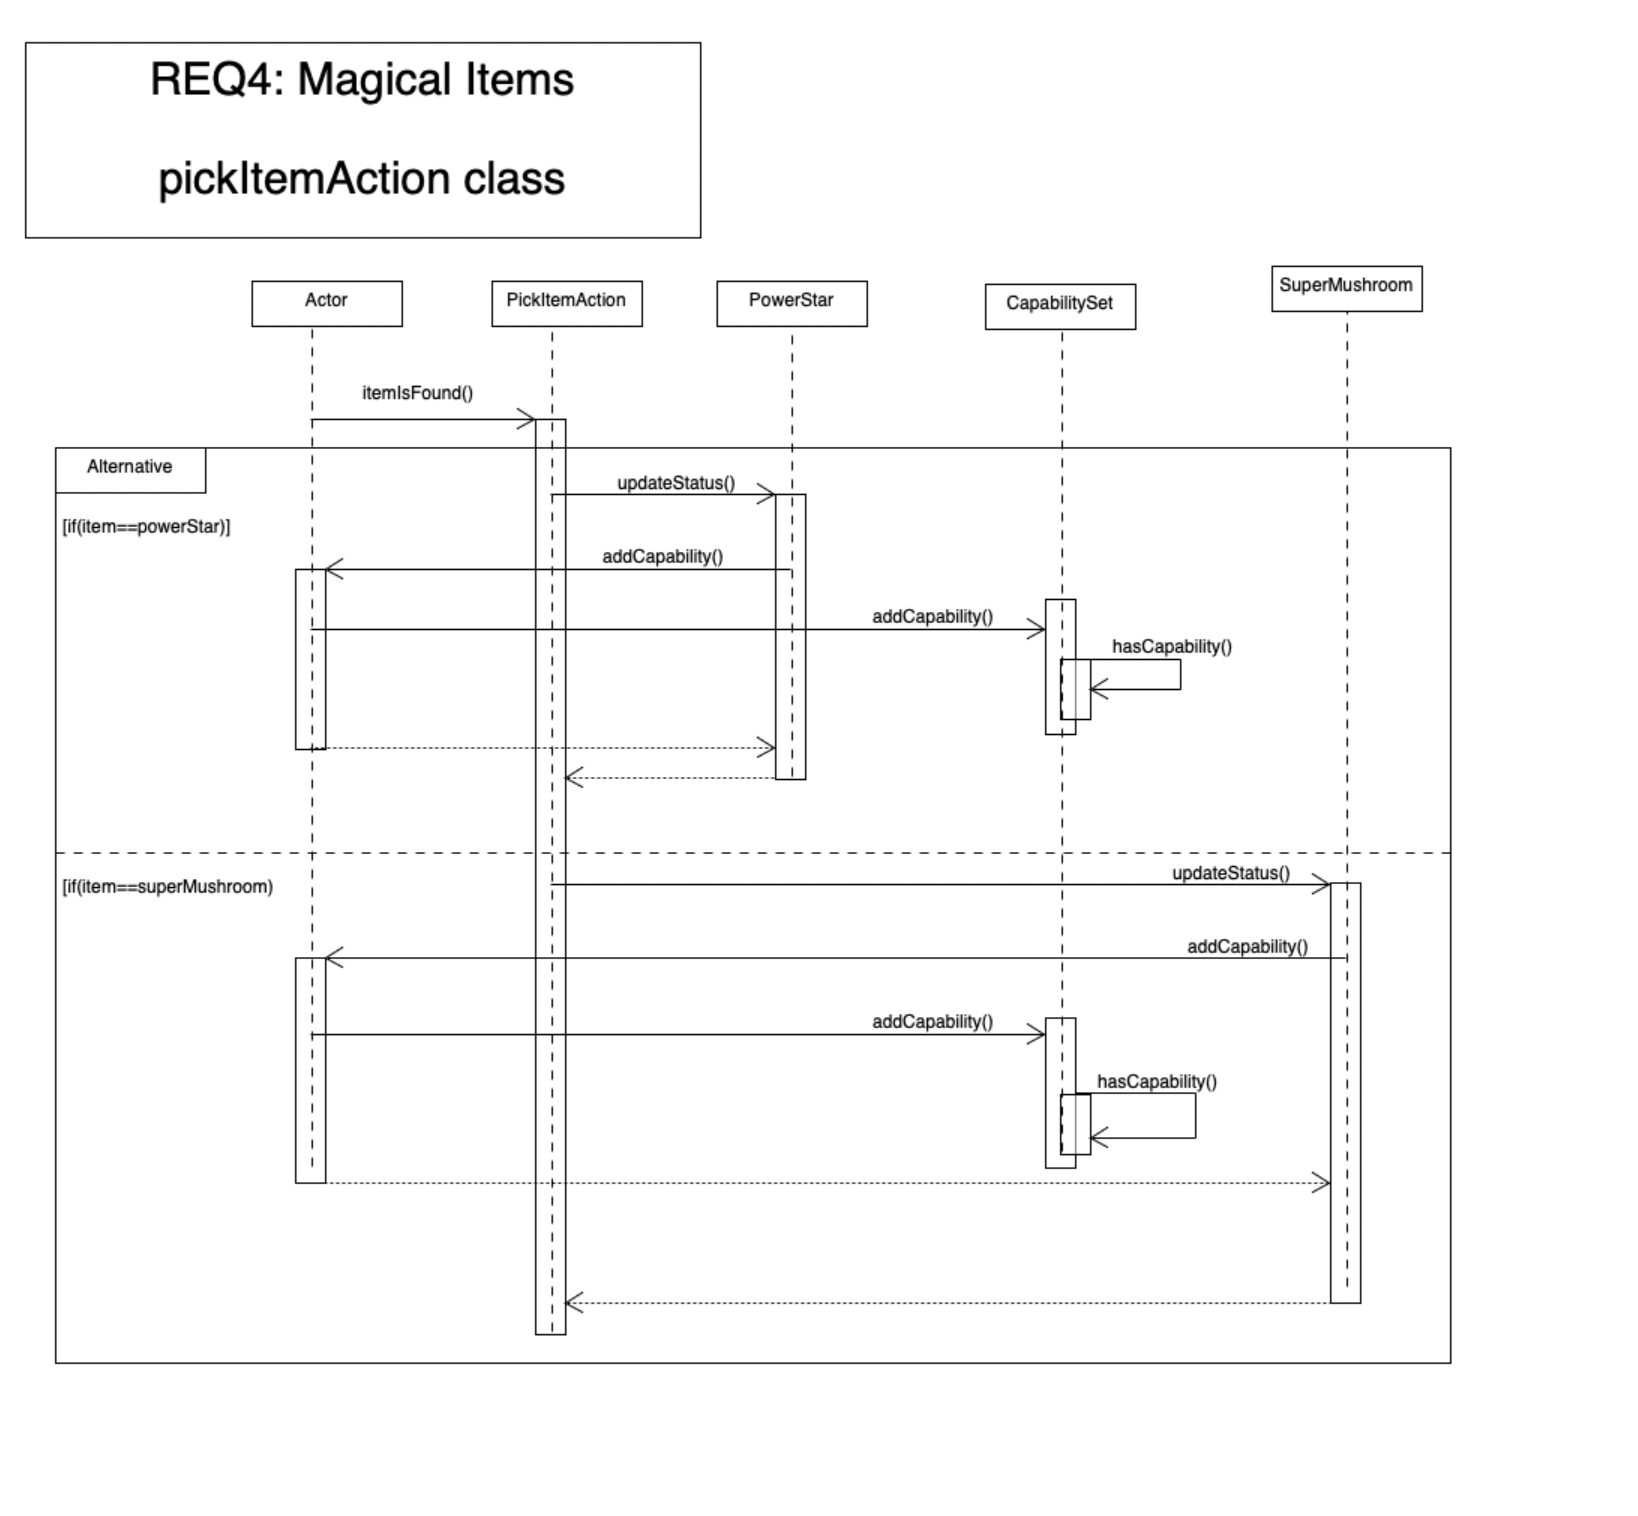 REQ4: Magical Items
pickItemAction class
Actor
PickItemAction
PowerStar
CapabilitySet
SuperMushroom
itemIsFound()
Alternative
updateStatus()
[if(item==powerStar)]
addCapability()
addCapability()
hasCapability()
updateStatus()
[if(item==superMushroom)
addCapability()
addCapability()
hasCapability()